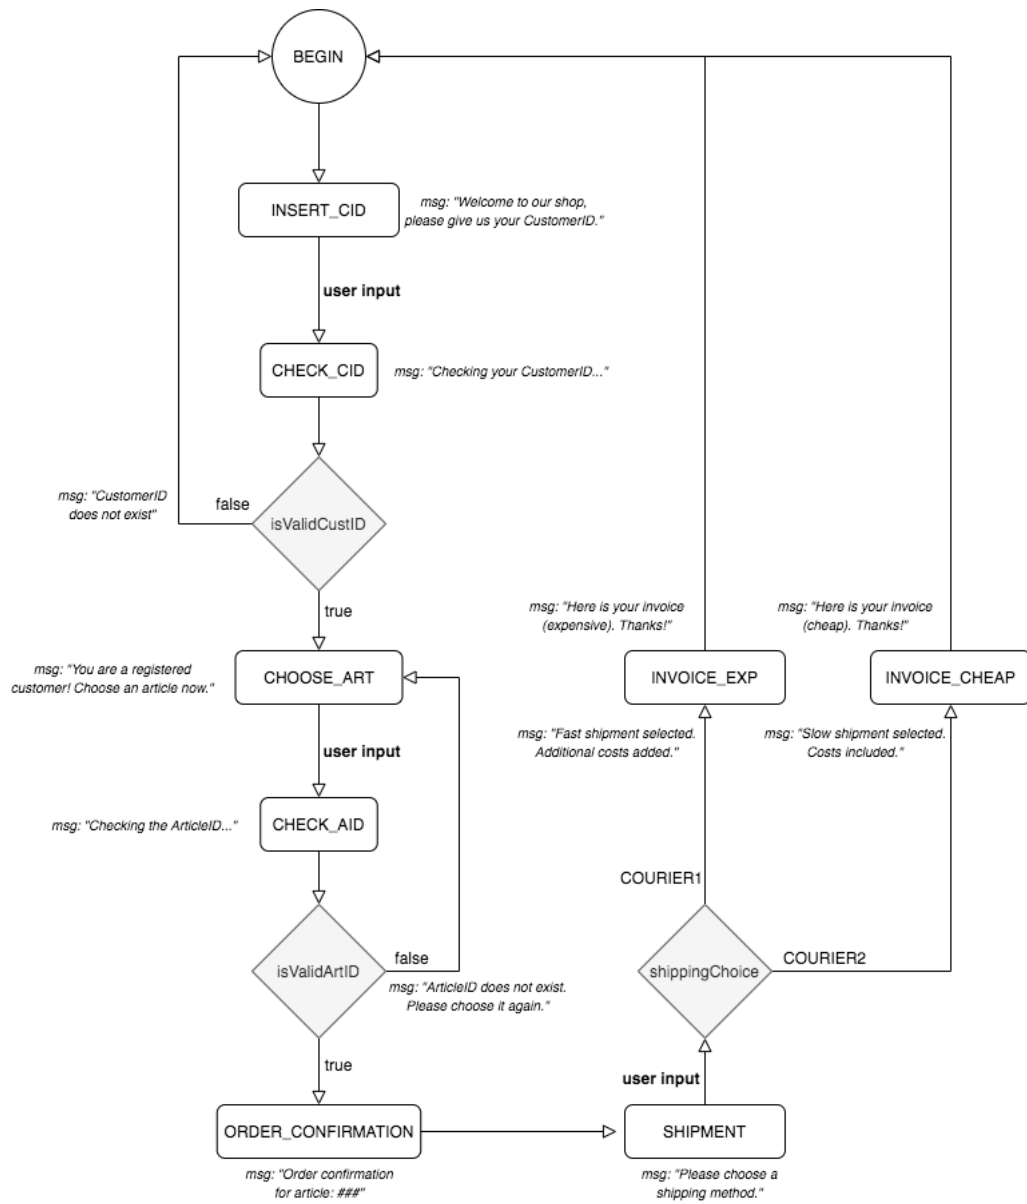 BEGIN
INSERT_CID
msg: "Welcome to our shop,
please give us your CustomerID."
user input
CHECK_CID
msg: "Checking your CustomerID..."
msg: "CustomerID
does not exist"
false
isValidCustID
true
msg: "You are a registered
customer! Choose an article now."
CHOOSE_ART
user input
msg: "Checking the ArticleID..."
CHECK_AID
isValidArtID
false
msg: "ArticleID does not exist.
Please choose it again."
true
ORDER_CONFIRMATION
msg: "Order confirmation
for article: ###"
SHIPMENT
msg: "Please choose a
shipping method."
user input
shippingChoice
COURIER1
COURIER2
msg: "Fast shipment selected.
Additional costs added."
msg: "Slow shipment selected.
Costs included."
INVOICE_EXP
INVOICE_CHEAP
msg: "Here is your invoice
(expensive). Thanks!"
msg: "Here is your invoice
(cheap). Thanks!"